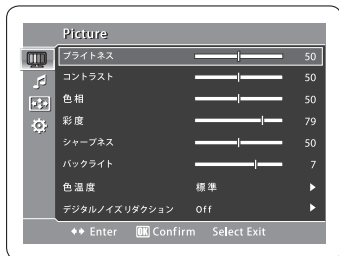 Picture
ブライトネス 50
コントラスト 50
色相 50
彩度 79
シャープネス 50
バックライト 7
色温度 標準
デジタルノイズリダクション Off
Enter OK Confirm Select Exit